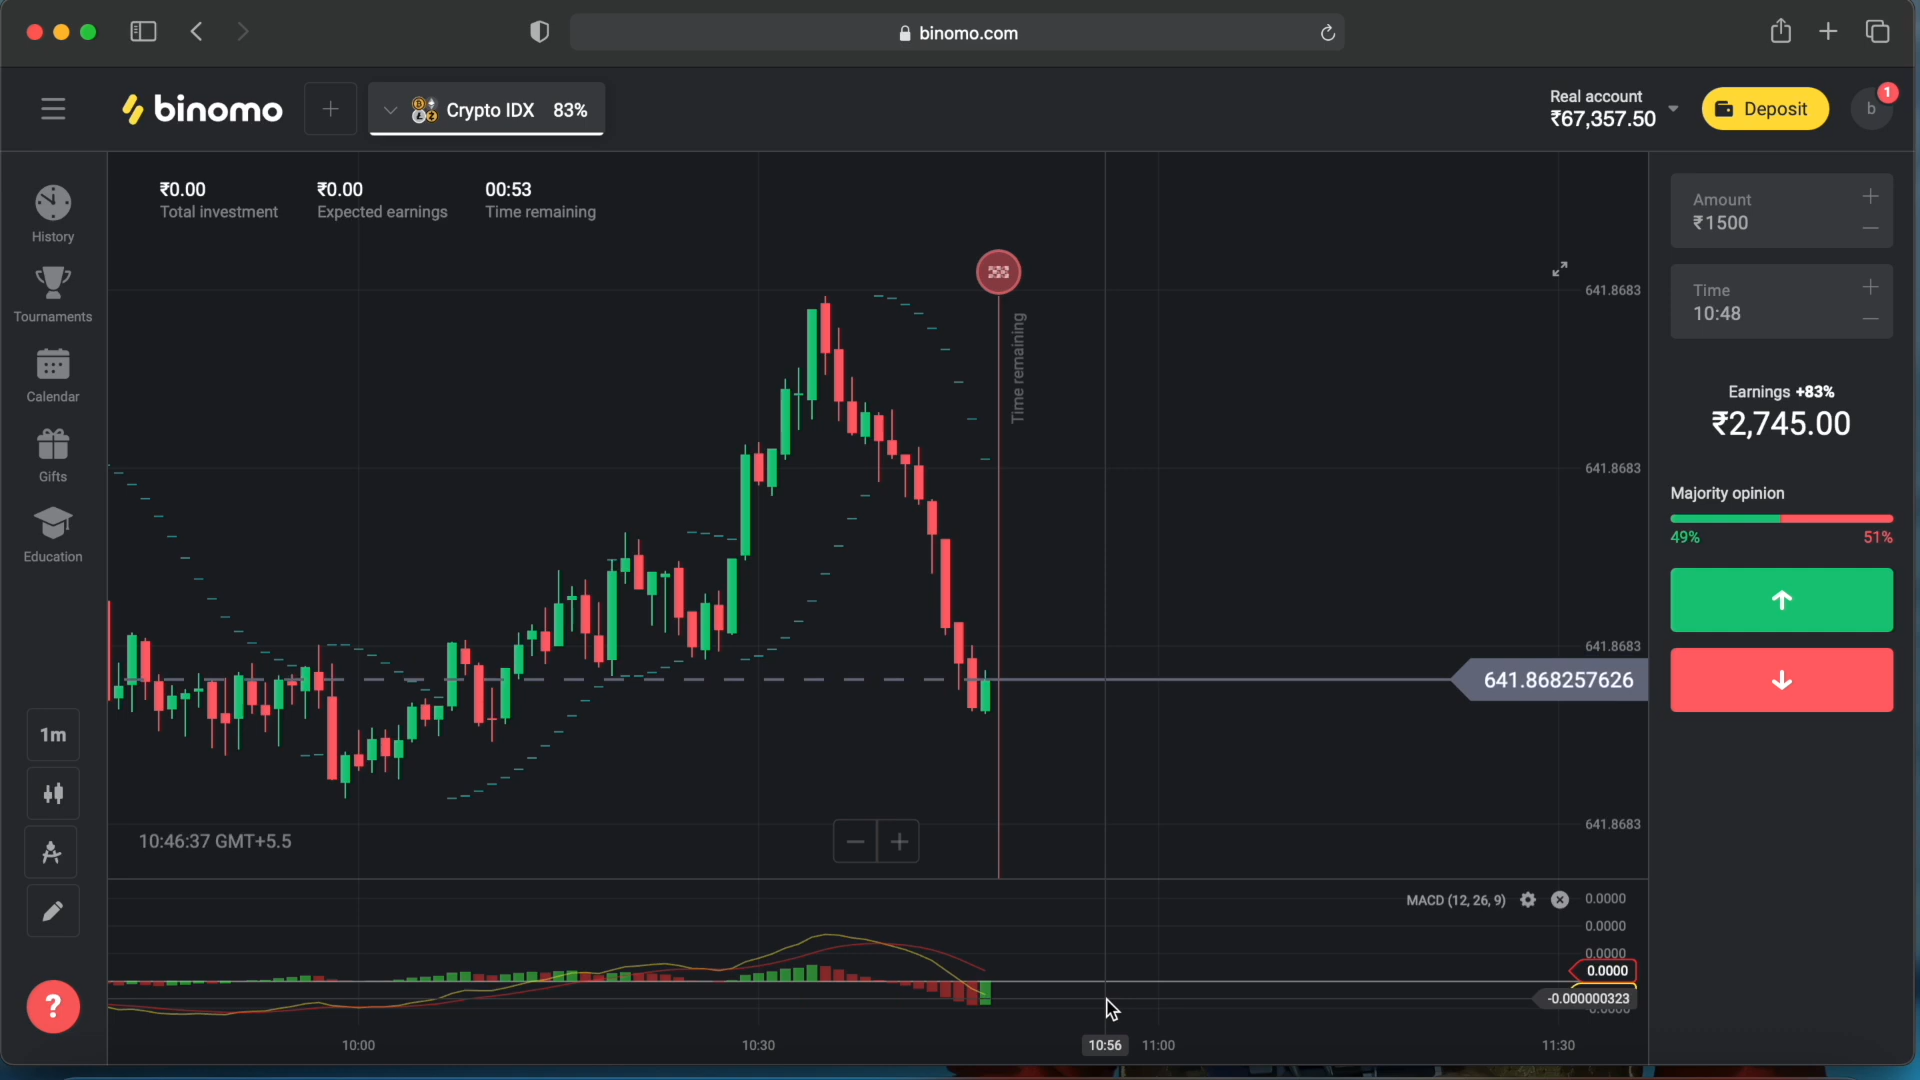 binomo.com
binomo
Crypto IDX 83%
Real account
₹67,357.50
Deposit
b
1
₹0.00
Total investment
₹0.00
Expected earnings
00:53
Time remaining
History
Tournaments
Calendar
Gifts
Education
1m
Time remaining
641.8683
641.8683
641.8683
641.868257626
641.8683
10:46:37 GMT+5.5
Amount
₹1500
Time
10:48
Earnings +83%
₹2,745.00
Majority opinion
49%
51%
MACD (12, 26, 9)
0.0000
0.0000
0.0000
0.0000
-0.000000323
-0.0000
?
10:00
10:30
10:56
11:00
11:30